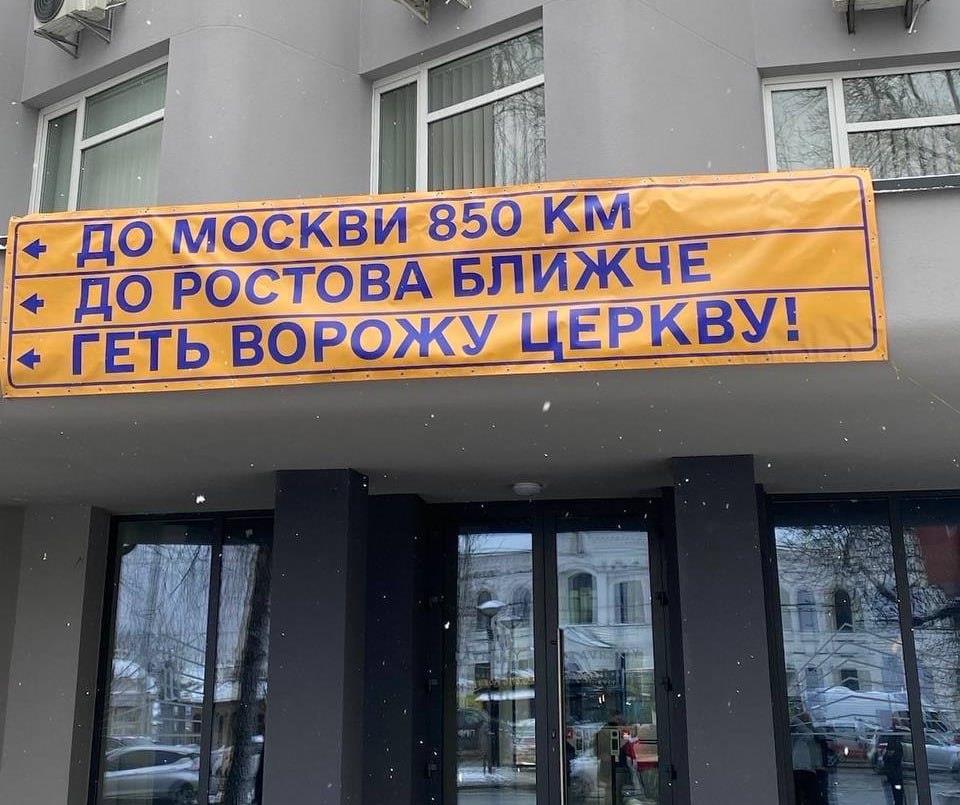 ДО МОСКВИ 850 КМ
ДО РОСТОВА БЛИЖЧЕ
ГЕТЬ ВОРОЖУ ЦЕРКВУ!